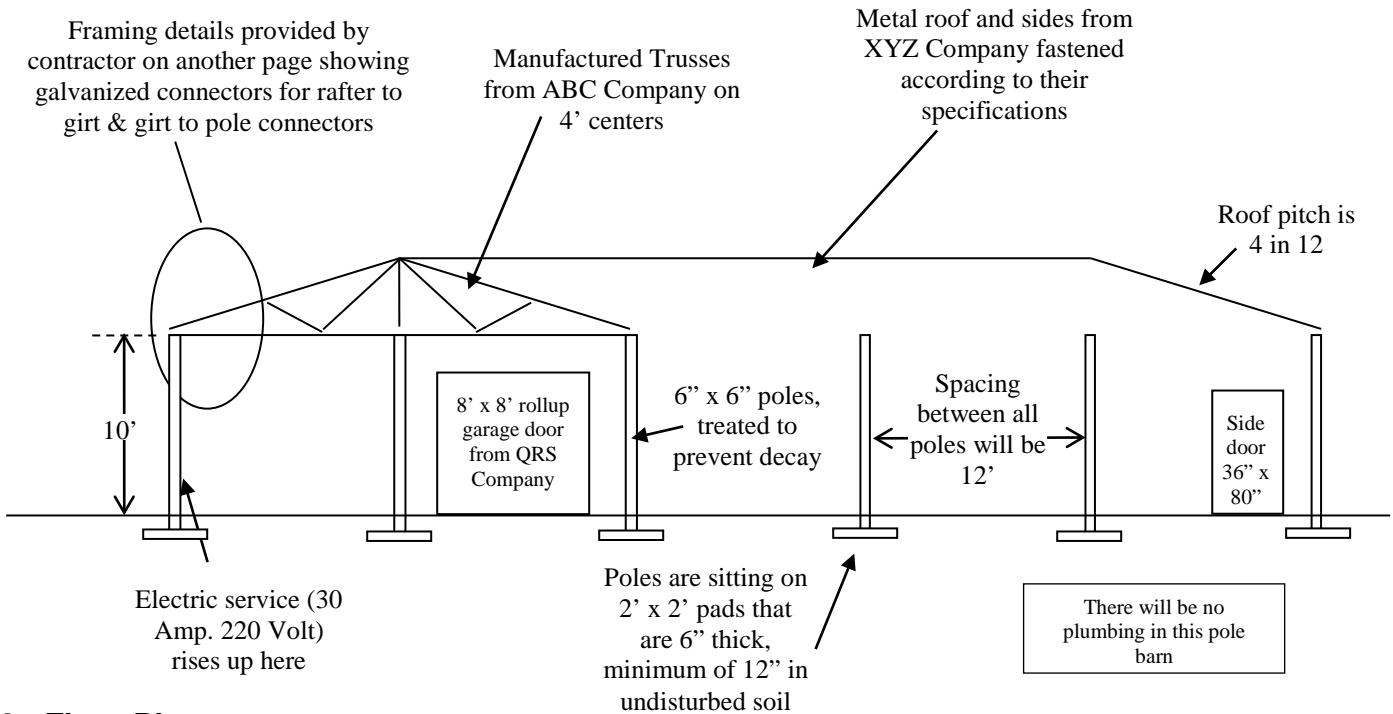 Framing details provided by
contractor on another page showing
galvanized connectors for rafter to
girt & girt to pole connectors
Manufactured Trusses
from ABC Company on
4’ centers
Metal roof and sides from
XYZ Company fastened
according to their
specifications
Roof pitch is
4 in 12
10’
8’ x 8’ rollup
garage door
from QRS
Company
6” x 6” poles,
treated to
prevent decay
Spacing
between all
poles will be
12’
Side
door
36” x
80”
Electric service (30
Amp. 220 Volt)
rises up here
Poles are sitting on
2’ x 2’ pads that
are 6” thick,
minimum of 12” in
undisturbed soil
There will be no
plumbing in this pole
barn